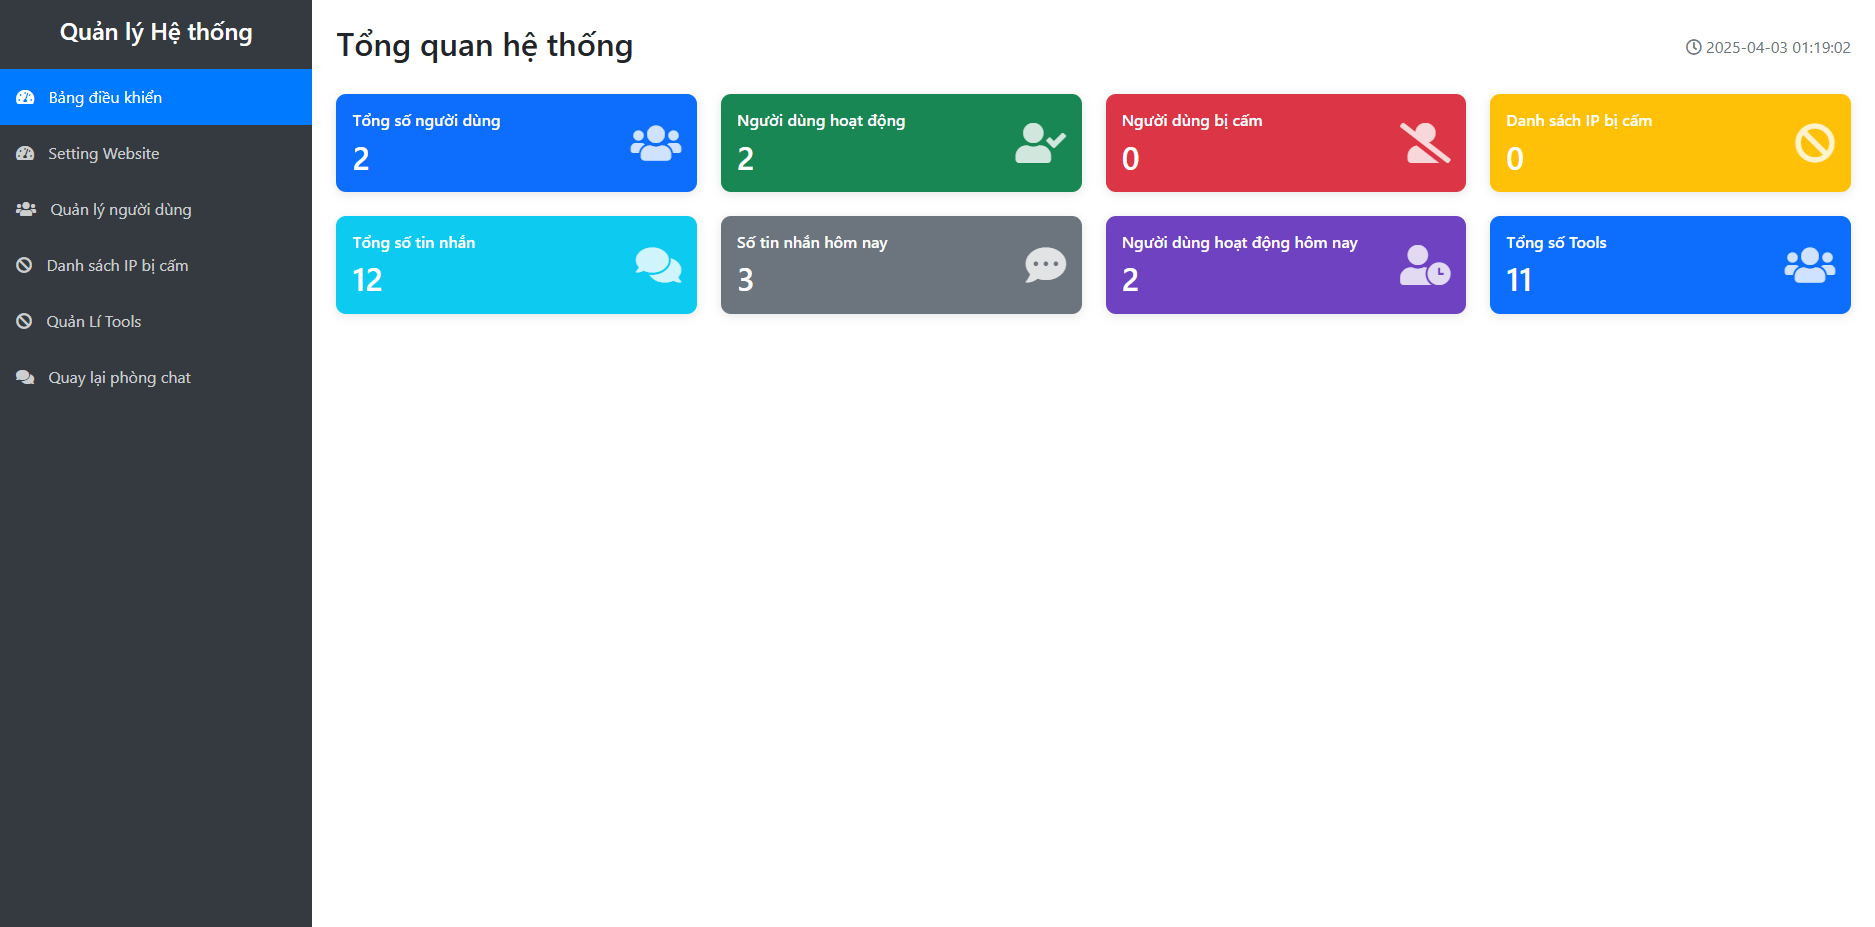 Quản lý Hệ thống
Bảng điều khiển
Setting Website
Quản lý người dùng
Danh sách IP bị cấm
Quản Lí Tools
Quay lại phòng chat
Tổng quan hệ thống
2025-04-03 01:19:02
Tổng số người dùng
2
Người dùng hoạt động
2
Người dùng bị cấm
0
Danh sách IP bị cấm
0
Tổng số tin nhắn
12
Số tin nhắn hôm nay
3
Người dùng hoạt động hôm nay
2
Tổng số Tools
11